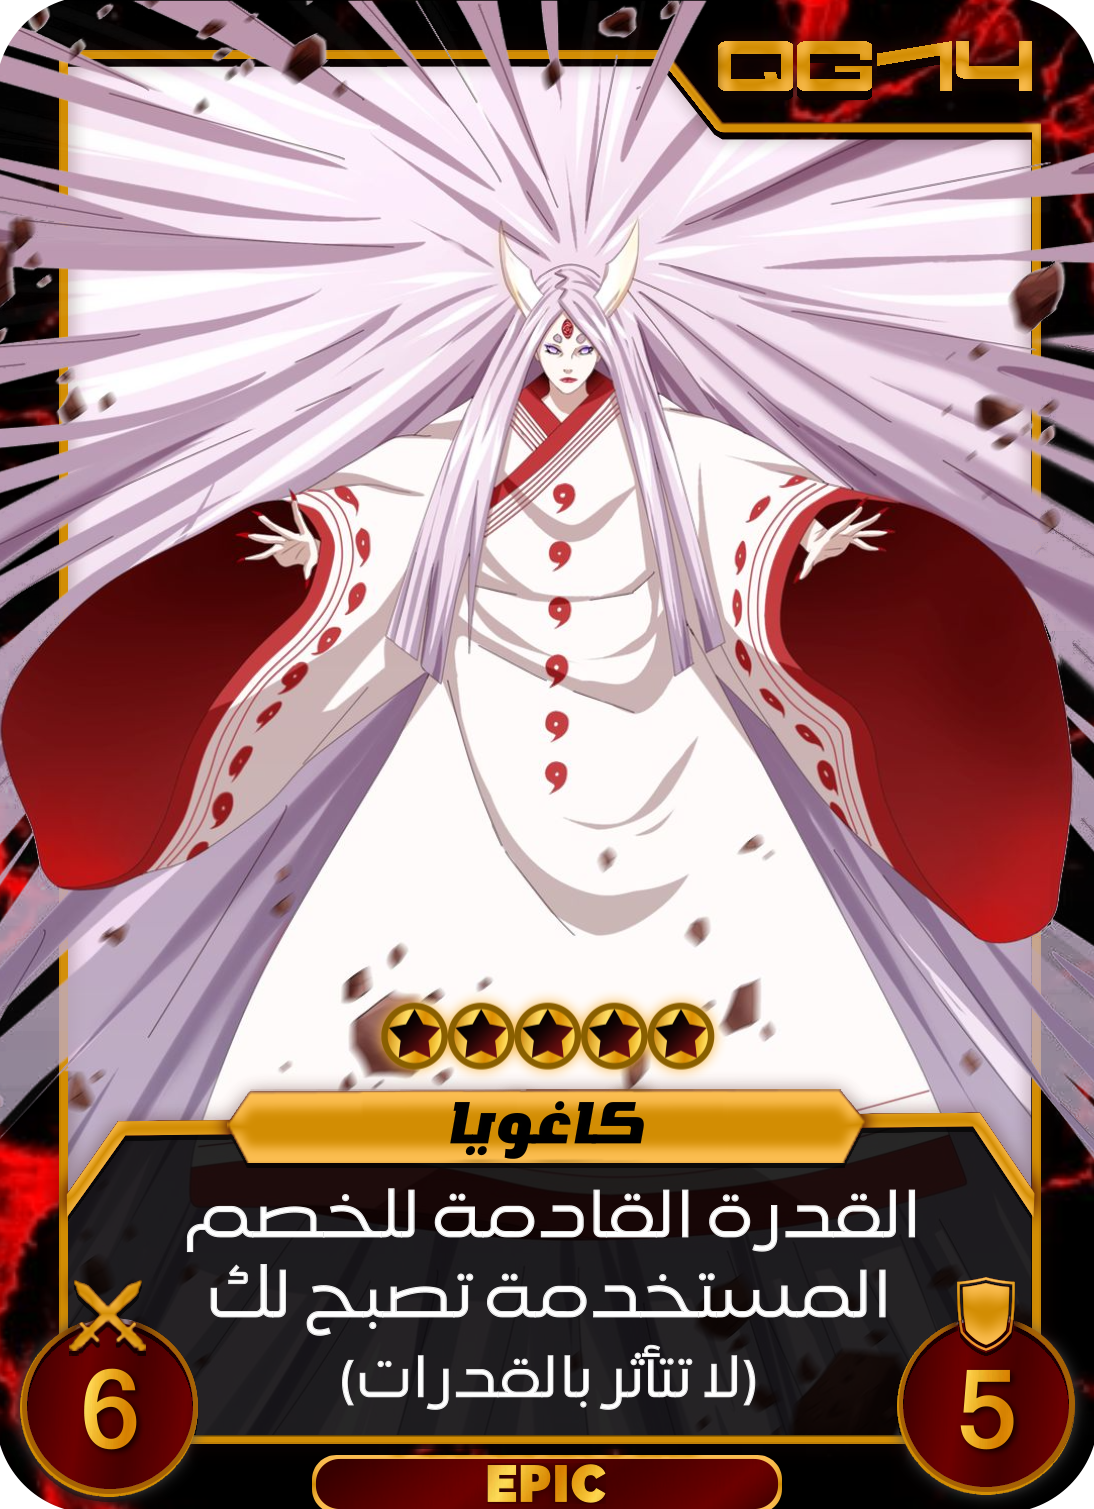 QG-14
كاغويا
القدرة القادمة للخصم
المستخدمة تصبح لك
(لا تتأثر بالقدرات)
6
5
EPIC